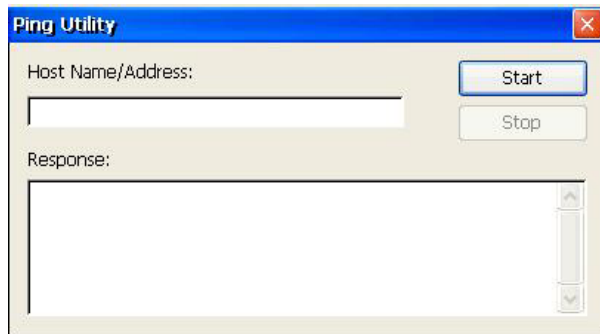 Ping Utility
Host Name/Address:
Start
Stop
Response: